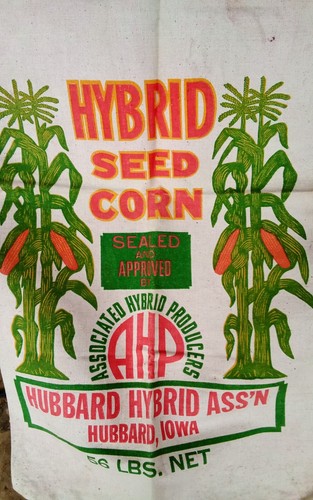 HYBRID
SEED
CORN
SEALED
AND
APPROVED
BY
ASSOCIATED HYBRID PRODUCERS
AHP
HUBBARD HYBRID ASS'N
HUBBARD, IOWA
56 LBS. NET